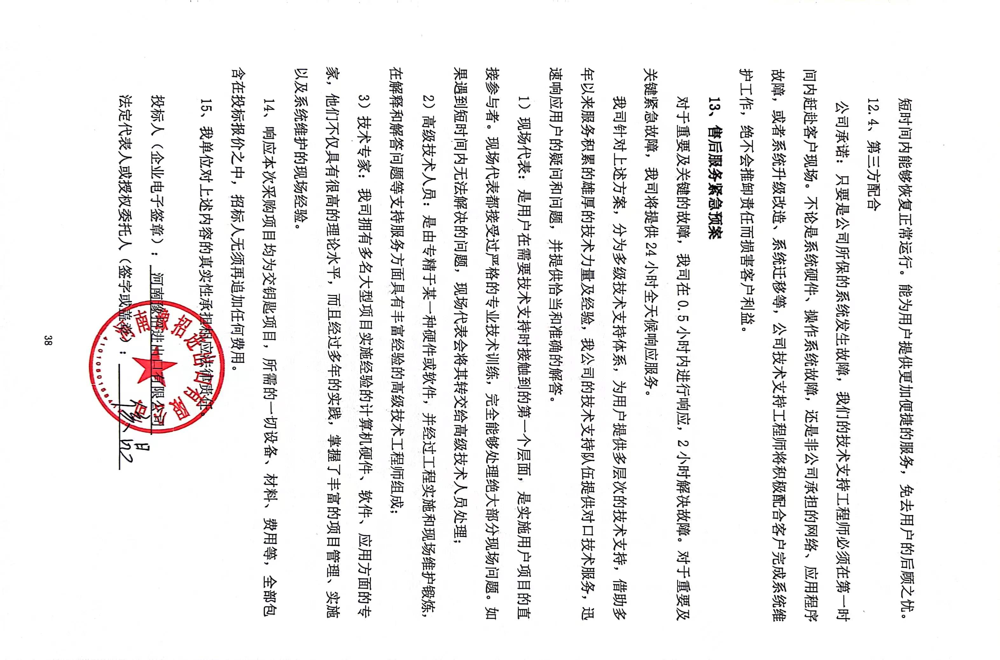 短时间内能够恢复正常运行。能为用户提供更加便捷的服务，免去用户的后顾之忧。
12.4、第三方配合
公司承诺：只要是公司所保的系统发生故障，我们的技术支持工程师必须在第一时
间内赶赴客户现场。不论是系统硬件、操作系统故障，还是非公司承担的网络、应用程序
故障，或者系统升级改造、系统迁移等，公司技术支持工程师将积极配合客户完成系统维
护工作，绝不会推卸责任而损害客户利益。
13、售后服务紧急预案
对于重要及关键的故障，我司在0.5小时内进行响应，2小时解决故障。对于重要及
关键紧急故障，我司将提供24小时全天候响应服务。
我司针对上述方案，分为多级技术支持体系，为用户提供多层次的技术支持，借助多
年以来服务积累的雄厚的技术力量及经验，我公司的技术支持队伍提供对口技术服务，迅
速响应用户的疑问和问题，并提供恰当和准确的解答。
1）现场代表：是用户在需要技术支持时接触到的第一个层面，是实施用户项目的直
接参与者。现场代表都接受过严格的专业技术训练，完全能够处理绝大部分现场问题。如
果遇到短时间内无法解决的问题，现场代表会将其转交给高级技术人员处理；
2）高级技术人员：是由专精于某一种硬件或软件，并经过工程实施和现场维护锻炼，
在解释和解答问题等支持服务方面具有丰富经验的高级技术工程师组成；
3）技术专家：我司拥有多名大型项目实施经验的计算机硬件、软件、应用方面的专
家，他们不仅具有很高的理论水平，而且经过多年的实践，掌握了丰富的项目管理、实施
以及系统维护的现场经验。
14、响应本次采购项目均为交钥匙项目，所需的一切设备、材料、费用等，全部包
含在投标报价之中，招标人无须再追加任何费用。
15、我单位对上述内容的真实性承担相应法律责任。
投标人（企业电子签章）：河南豫招进出口有限公司
法定代表人或授权委托人（签字或盖章）：
河南豫招进出口有限公司
38